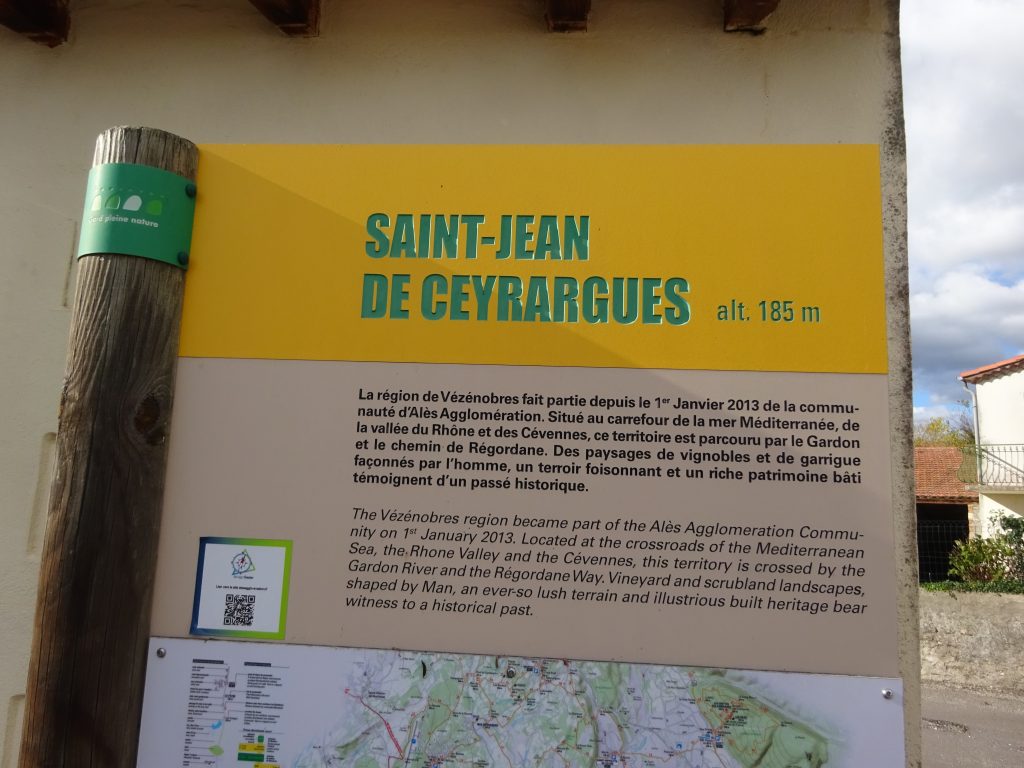 pleine nature
SAINT-JEAN
DE CEYRARGUES alt. 185 m
La région de Vézénobres fait partie depuis le 1er Janvier 2013 de la commu-
nauté d'Alès Agglomération. Situé au carrefour de la mer Méditerranée, de
la vallée du Rhône et des Cévennes, ce territoire est parcouru par le Gardon
et le chemin de Régordane. Des paysages de vignobles et de garrigue
façonnés par l'homme, un terroir foisonnant et un riche patrimoine bâti
témoignent d'un passé historique.
The Vézénobres region became part of the Alès Agglomeration Commu-
nity on 1st January 2013. Located at the crossroads of the Mediterranean
Sea, the Rhone Valley and the Cévennes, this territory is crossed by the
Gardon River and the Régordane Way. Vineyard and scrubland landscapes,
shaped by Man, an ever-so lush terrain and illustrious built heritage bear
witness to a historical past.